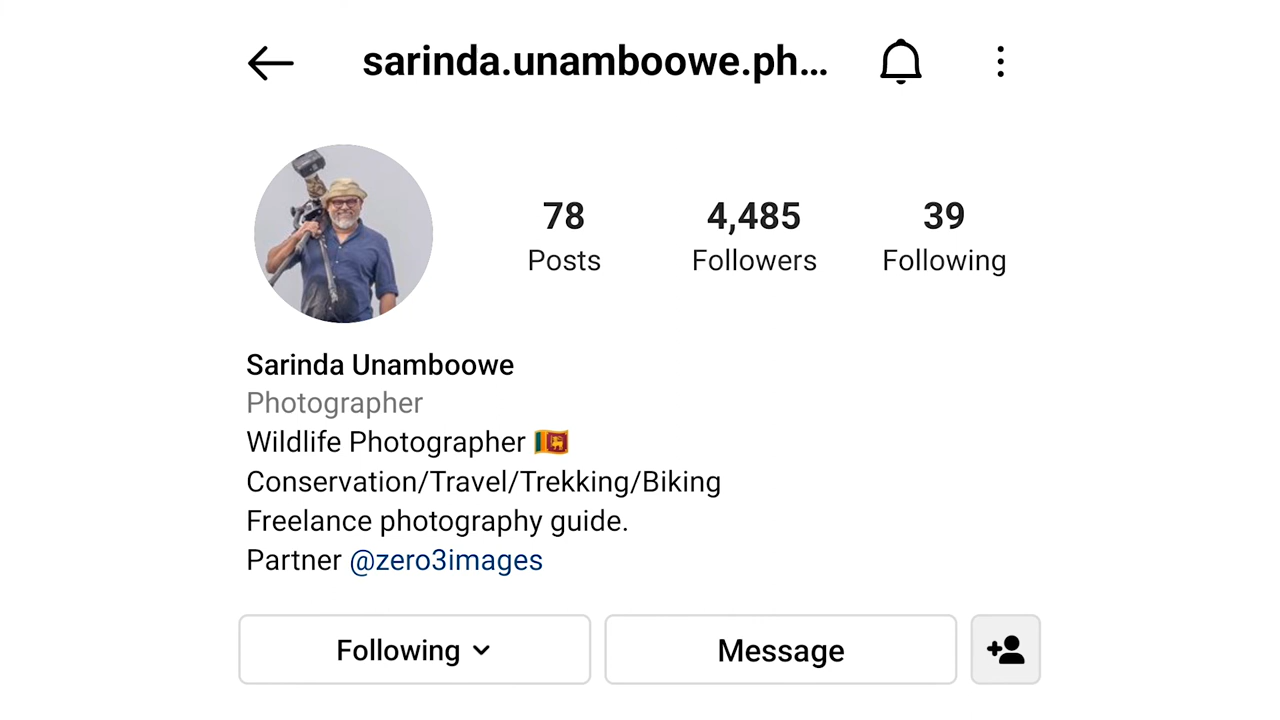 sarinda.unamboowe.ph...
78
Posts
4,485
Followers
39
Following
Sarinda Unamboowe
Photographer
Wildlife Photographer 🇱🇰
Conservation/Travel/Trekking/Biking
Freelance photography guide.
Partner @zero3images
Following
Message